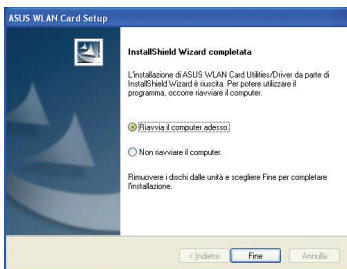 ASUS WLAN Card Setup
InstallShield Wizard completata
L'installazione di ASUS WLAN Card Utilities/Driver da parte di
InstallShield Wizard è riuscita. Per potere utilizzare il
programma, occorre riavviare il computer.
Riavvia il computer adesso.
Non riavviare il computer.
Rimuovere i dischi dalle unità e scegliere Fine per completare
l'installazione.
< Indietro
Fine
Annulla